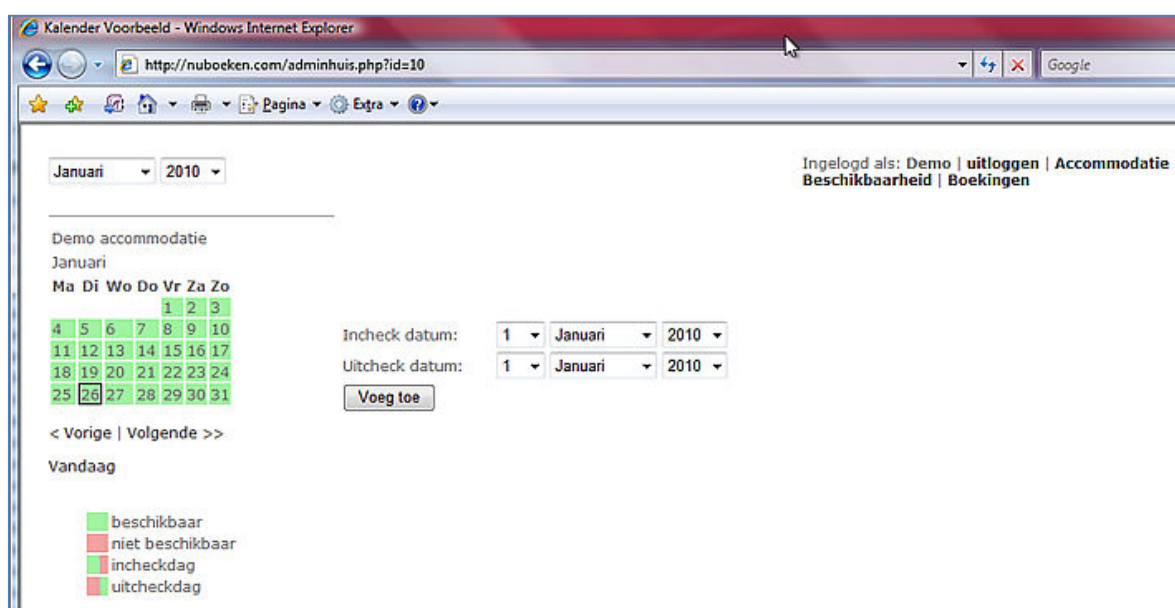 Kalender Voorbeeld - Windows Internet Explorer
http://nuboeken.com/adminhuis.php?id=10
Google
Pagina Extra
Januari 2010
Ingelogd als: Demo | uitloggen | Accommodatie
Beschikbaarheid | Boekingen
Demo accommodatie
Januari
Ma Di Wo Do Vr Za Zo
1 2 3
4 5 6 7 8 9 10
11 12 13 14 15 16 17
18 19 20 21 22 23 24
25 26 27 28 29 30 31
< Vorige | Volgende >>
Vandaag
Incheck datum: 1 Januari 2010
Uitcheck datum: 1 Januari 2010
Voeg toe
beschikbaar
niet beschikbaar
incheckdag
uitcheckdag